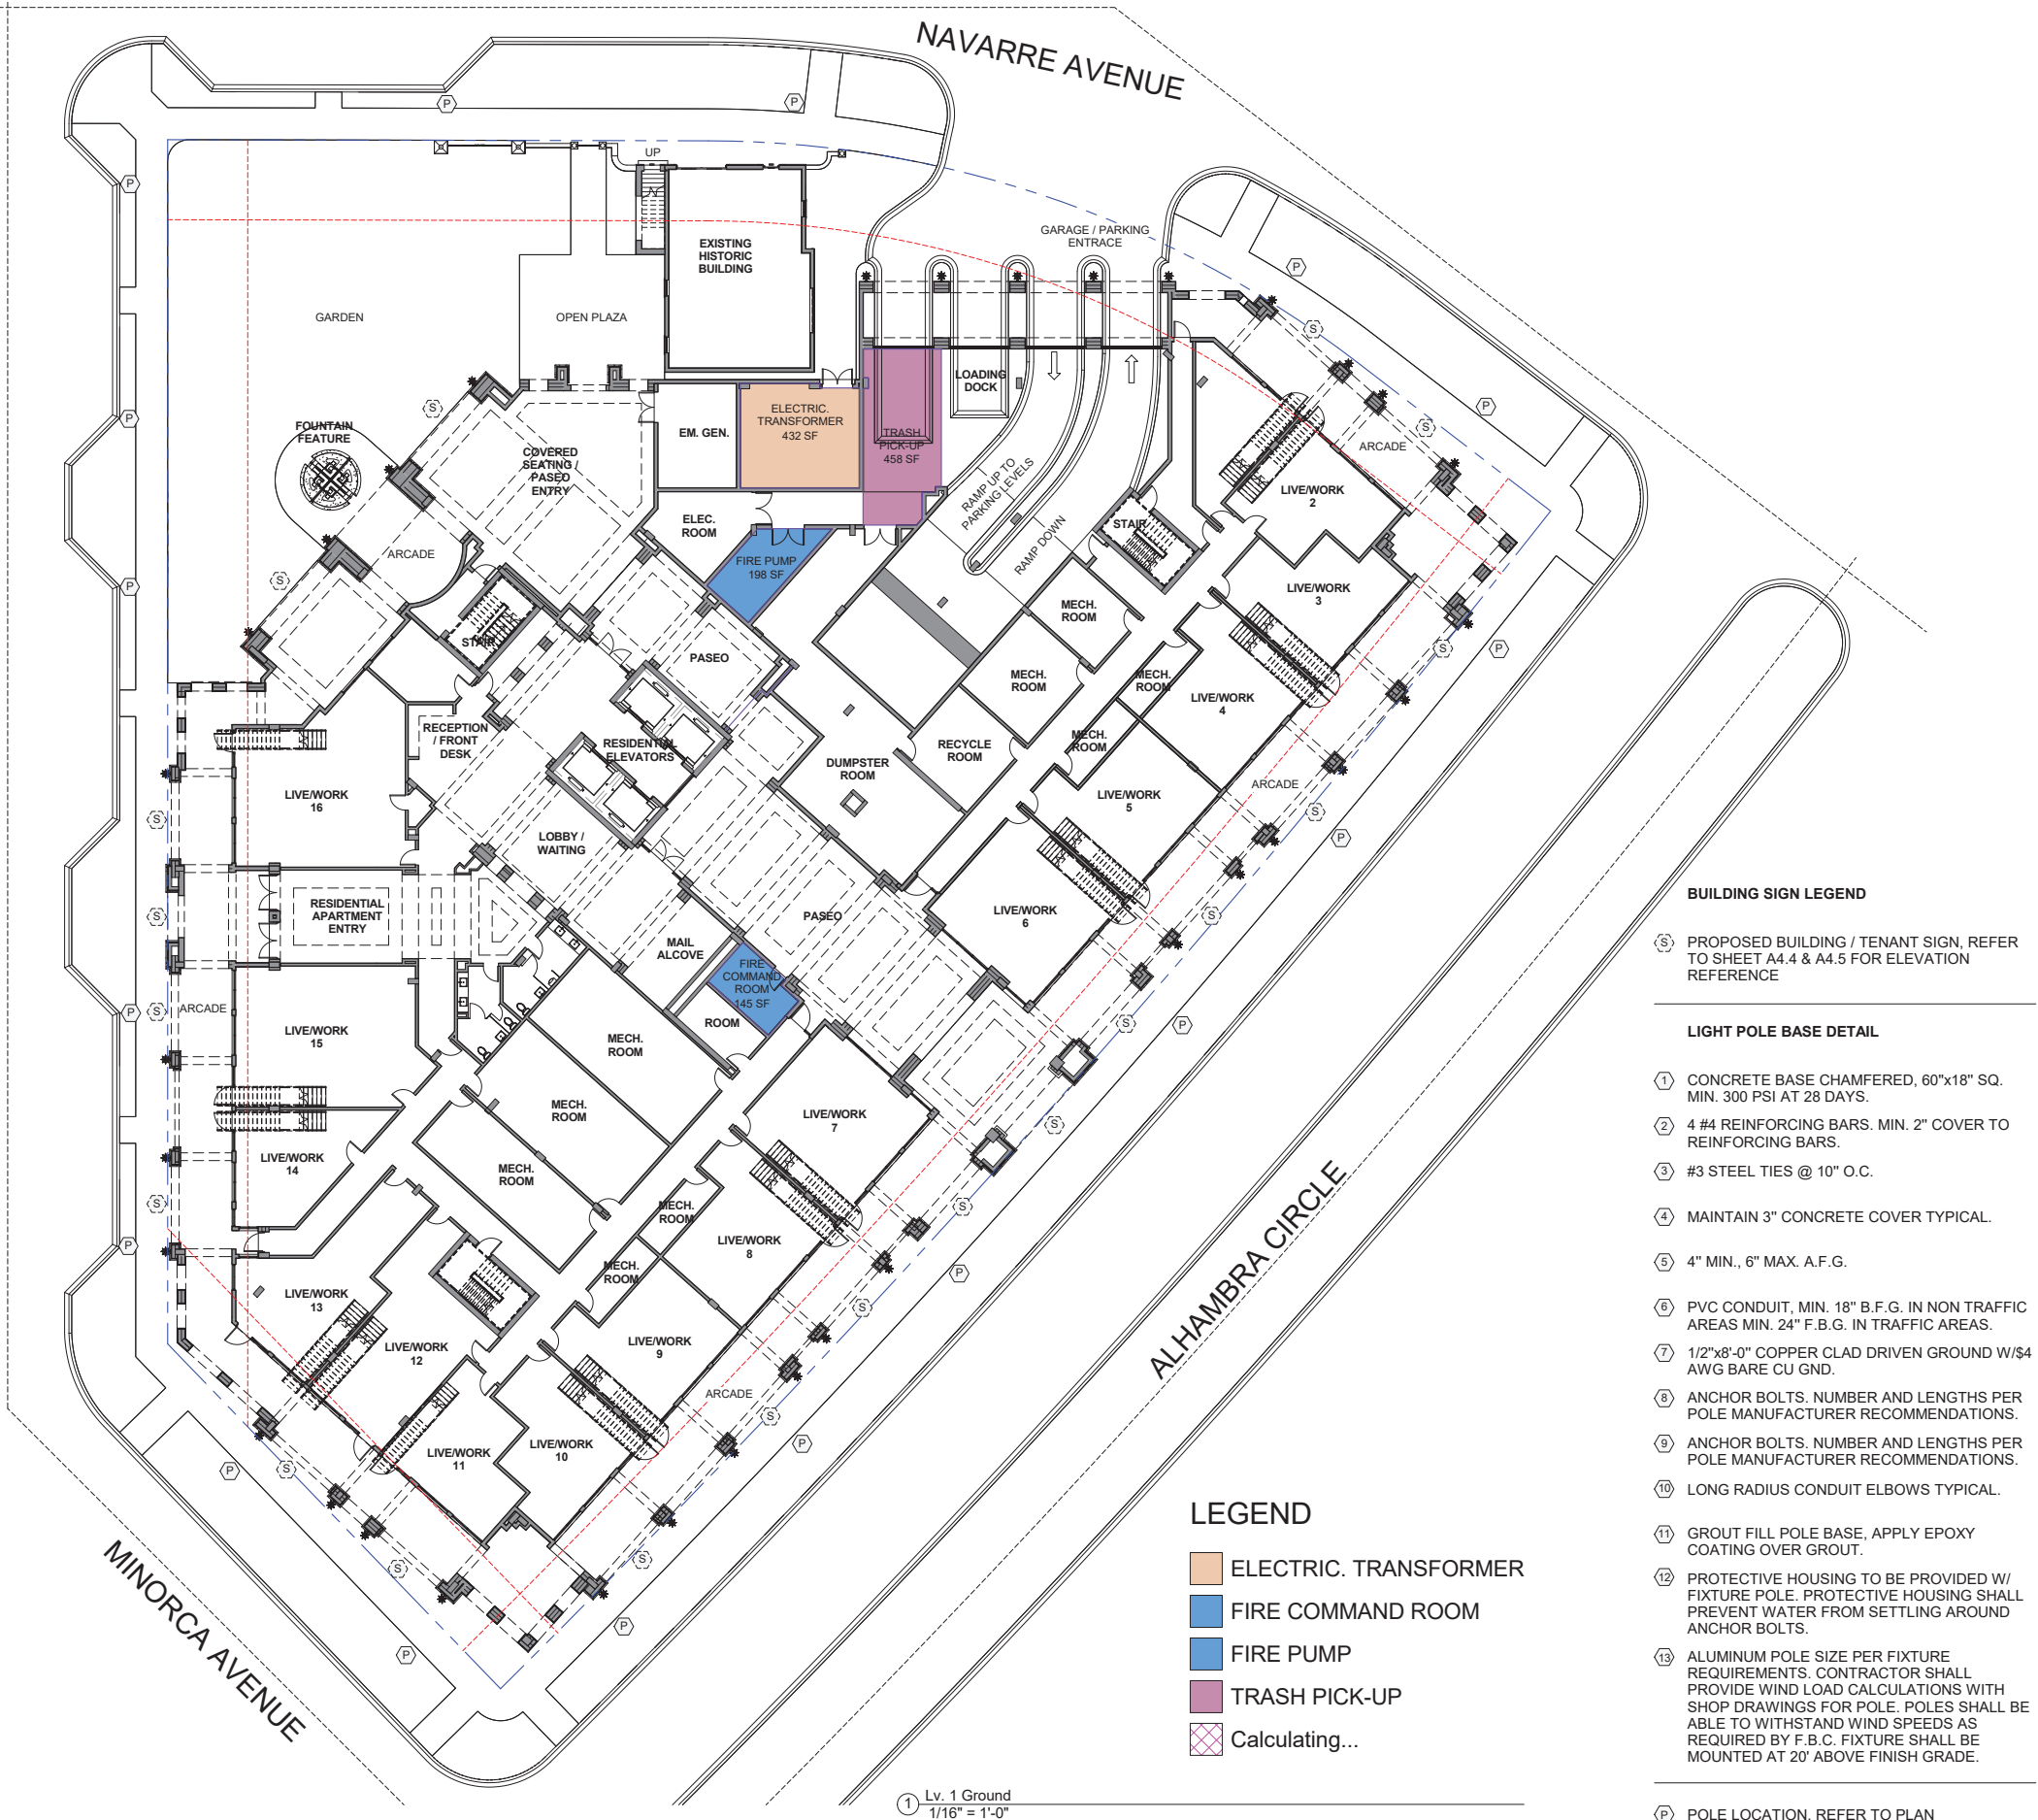 NAVARRE AVENUE
P
P
P
UP
GARAGE / PARKING
ENTRACE
EXISTING
HISTORIC
BUILDING
P
GARDEN
OPEN PLAZA
S
LOADING
DOCK
P
S
P
S
ELECTRIC.
TRANSFORMER
432 SF
EM. GEN.
TRASH
PICK-UP
458 SF
S
ARCADE
FOUNTAIN
FEATURE
COVERED
SEATING /
PASEO
ENTRY
RAMP UP TO
PARKING LEVELS
LIVE/WORK
2
ELEC.
ROOM
STAIR
RAMP DOWN
ARCADE
FIRE PUMP
198 SF
S
P
LIVE/WORK
3
MECH.
ROOM
STAIR
PASEO
S
P
MECH.
ROOM
MECH.
ROOM
LIVE/WORK
4
RECEPTION
/ FRONT
DESK
RESIDENTIAL
ELEVATORS
MECH.
ROOM
RECYCLE
ROOM
DUMPSTER
ROOM
ARCADE
LIVE/WORK
16
LIVE/WORK
5
S
S
P
LOBBY /
WAITING
RESIDENTIAL
APARTMENT
ENTRY
S
PASEO
LIVE/WORK
6
S
MAIL
ALCOVE
FIRE
COMMAND
ROOM
145 SF
ARCADE
P
S
ROOM
S
P
LIVE/WORK
15
MECH.
ROOM
MECH.
ROOM
LIVE/WORK
7
S
LIVE/WORK
14
MECH.
ROOM
S
MECH.
ROOM
S
P
LIVE/WORK
8
MECH.
ROOM
P
LIVE/WORK
13
S
LIVE/WORK
12
LIVE/WORK
9
ARCADE
S
P
LIVE/WORK
11
LIVE/WORK
10
P
S
S
S
P
P
ALHAMBRA CIRCLE
MINORCA AVENUE
LEGEND
ELECTRIC. TRANSFORMER
FIRE COMMAND ROOM
FIRE PUMP
TRASH PICK-UP
Calculating...
1
Lv. 1 Ground
1/16" = 1'-0"
BUILDING SIGN LEGEND
S PROPOSED BUILDING / TENANT SIGN, REFER
TO SHEET A4.4 & A4.5 FOR ELEVATION
REFERENCE
LIGHT POLE BASE DETAIL
1 CONCRETE BASE CHAMFERED, 60"x18" SQ.
MIN. 300 PSI AT 28 DAYS.
2 4 #4 REINFORCING BARS. MIN. 2" COVER TO
REINFORCING BARS.
3 #3 STEEL TIES @ 10" O.C.
4 MAINTAIN 3" CONCRETE COVER TYPICAL.
5 4" MIN., 6" MAX. A.F.G.
6 PVC CONDUIT, MIN. 18" B.F.G. IN NON TRAFFIC
AREAS MIN. 24" F.B.G. IN TRAFFIC AREAS.
7 1/2"x8'-0" COPPER CLAD DRIVEN GROUND W/$4
AWG BARE CU GND.
8 ANCHOR BOLTS. NUMBER AND LENGTHS PER
POLE MANUFACTURER RECOMMENDATIONS.
9 ANCHOR BOLTS. NUMBER AND LENGTHS PER
POLE MANUFACTURER RECOMMENDATIONS.
10 LONG RADIUS CONDUIT ELBOWS TYPICAL.
11 GROUT FILL POLE BASE, APPLY EPOXY
COATING OVER GROUT.
12 PROTECTIVE HOUSING TO BE PROVIDED W/
FIXTURE POLE. PROTECTIVE HOUSING SHALL
PREVENT WATER FROM SETTLING AROUND
ANCHOR BOLTS.
13 ALUMINUM POLE SIZE PER FIXTURE
REQUIREMENTS. CONTRACTOR SHALL
PROVIDE WIND LOAD CALCULATIONS WITH
SHOP DRAWINGS FOR POLE. POLES SHALL BE
ABLE TO WITHSTAND WIND SPEEDS AS
REQUIRED BY F.B.C. FIXTURE SHALL BE
MOUNTED AT 20' ABOVE FINISH GRADE.
P POLE LOCATION. REFER TO PLAN